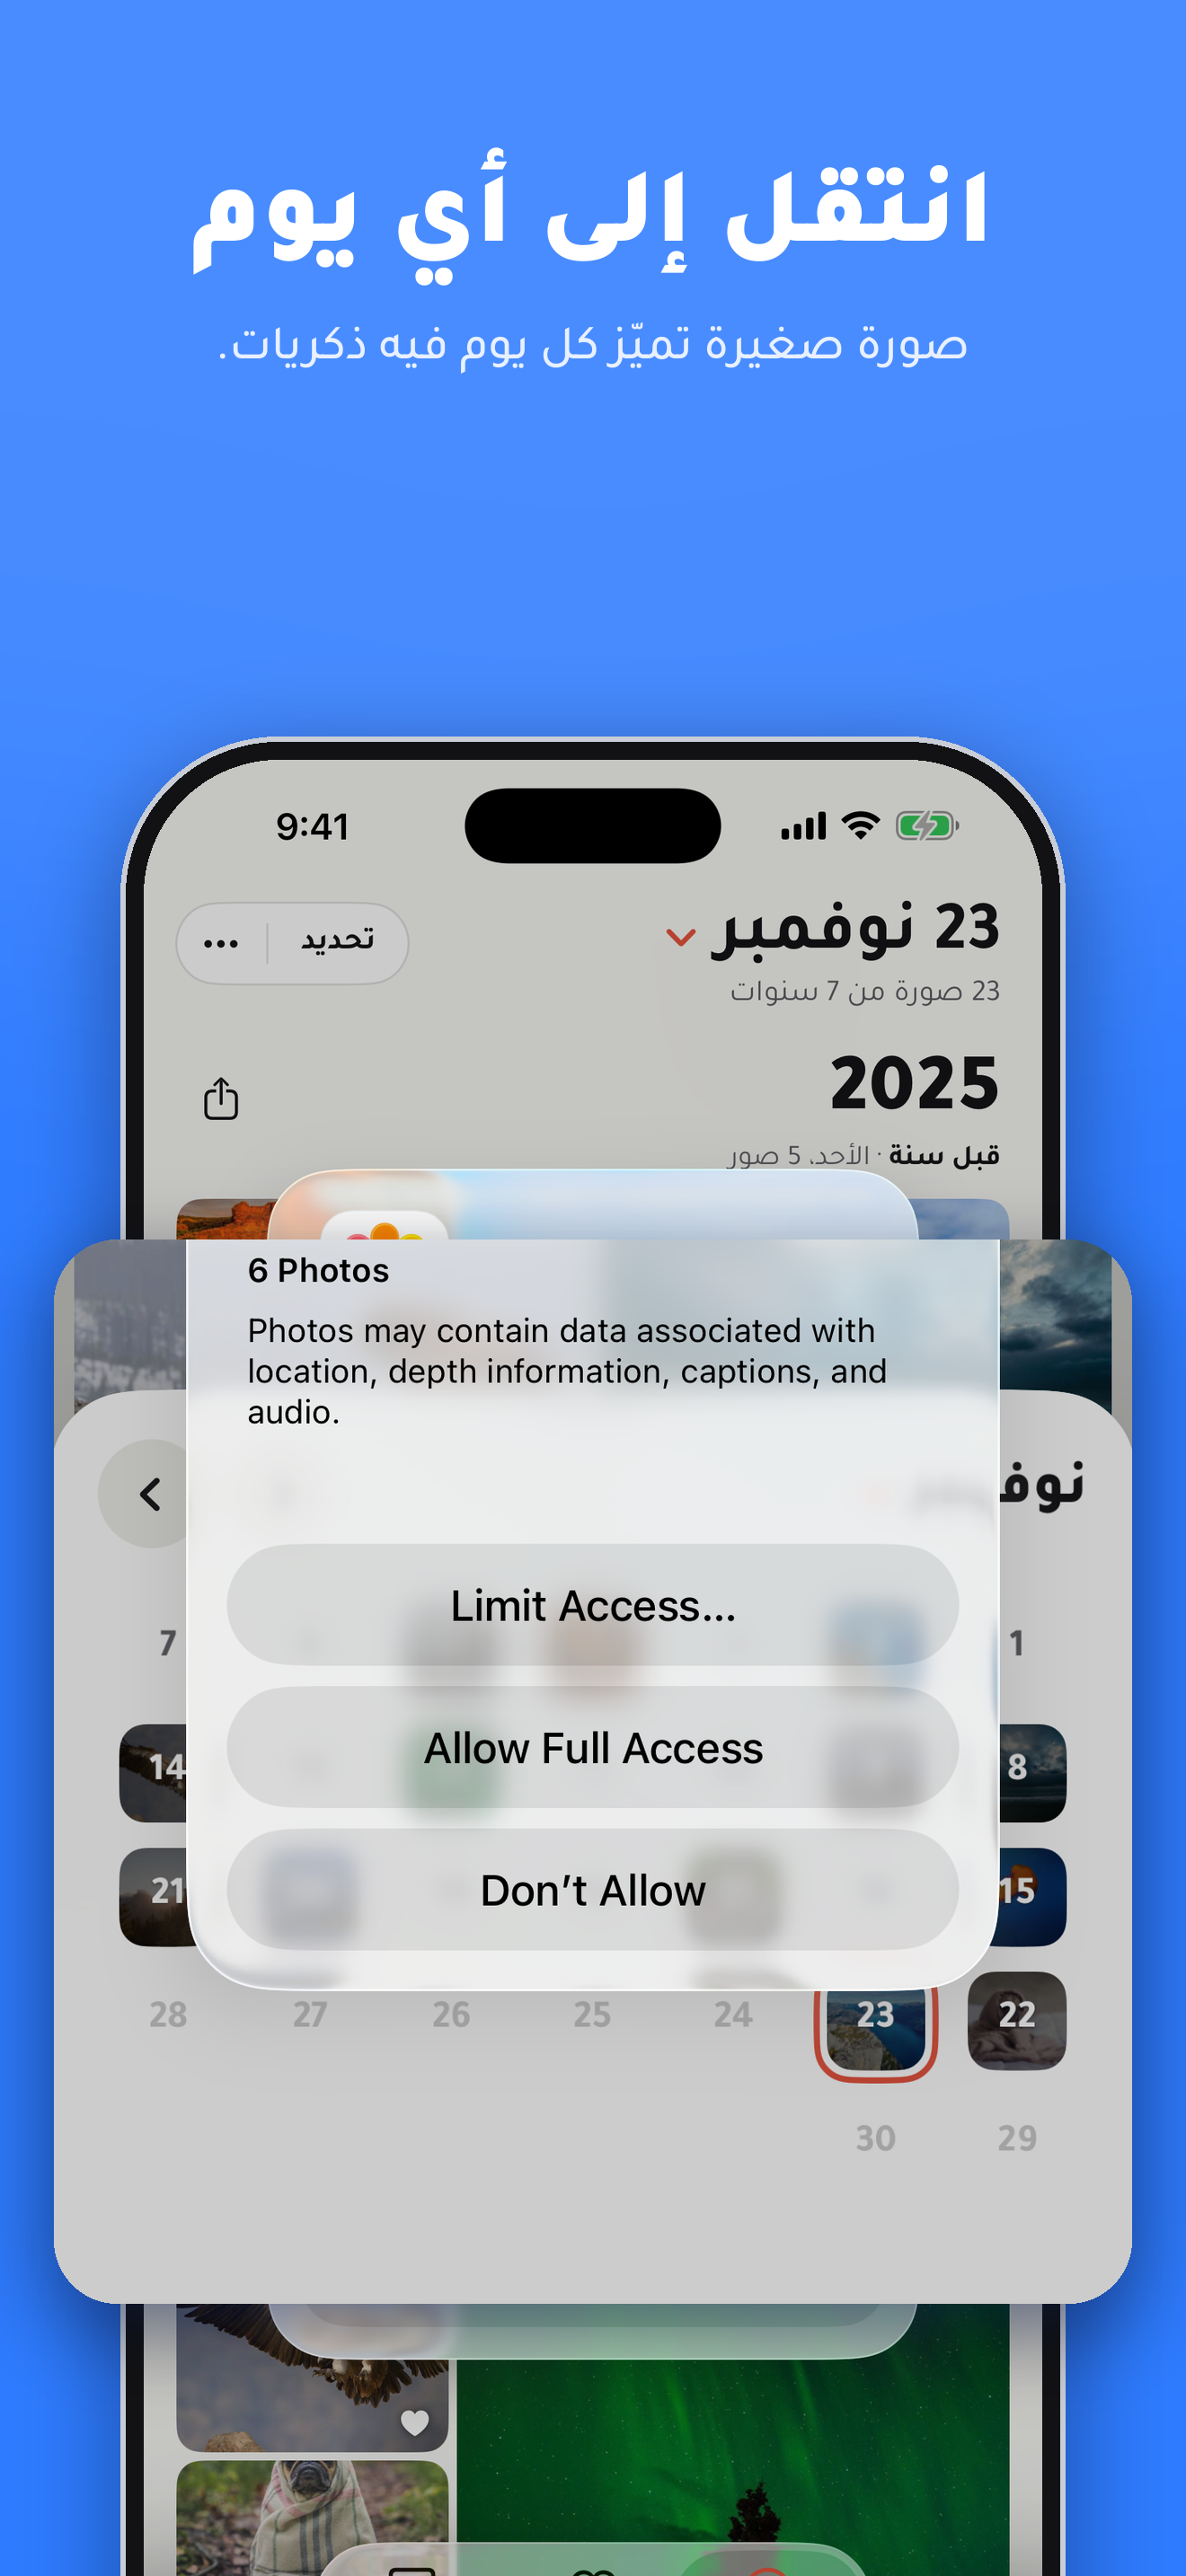 انتقل إلى أي يوم
صورة صغيرة تميّز كل يوم فيه ذكريات.
9:41
23 نوفمبر
تحديد
23 صورة من 7 سنوات
2025
قبل سنة · الأحد، 5 صور
6 Photos
Photos may contain data associated with
location, depth information, captions, and
audio.
Limit Access...
1
7
Allow Full Access
8
14
Don’t Allow
15
21
22 23 24 25 26 27 28
29 30